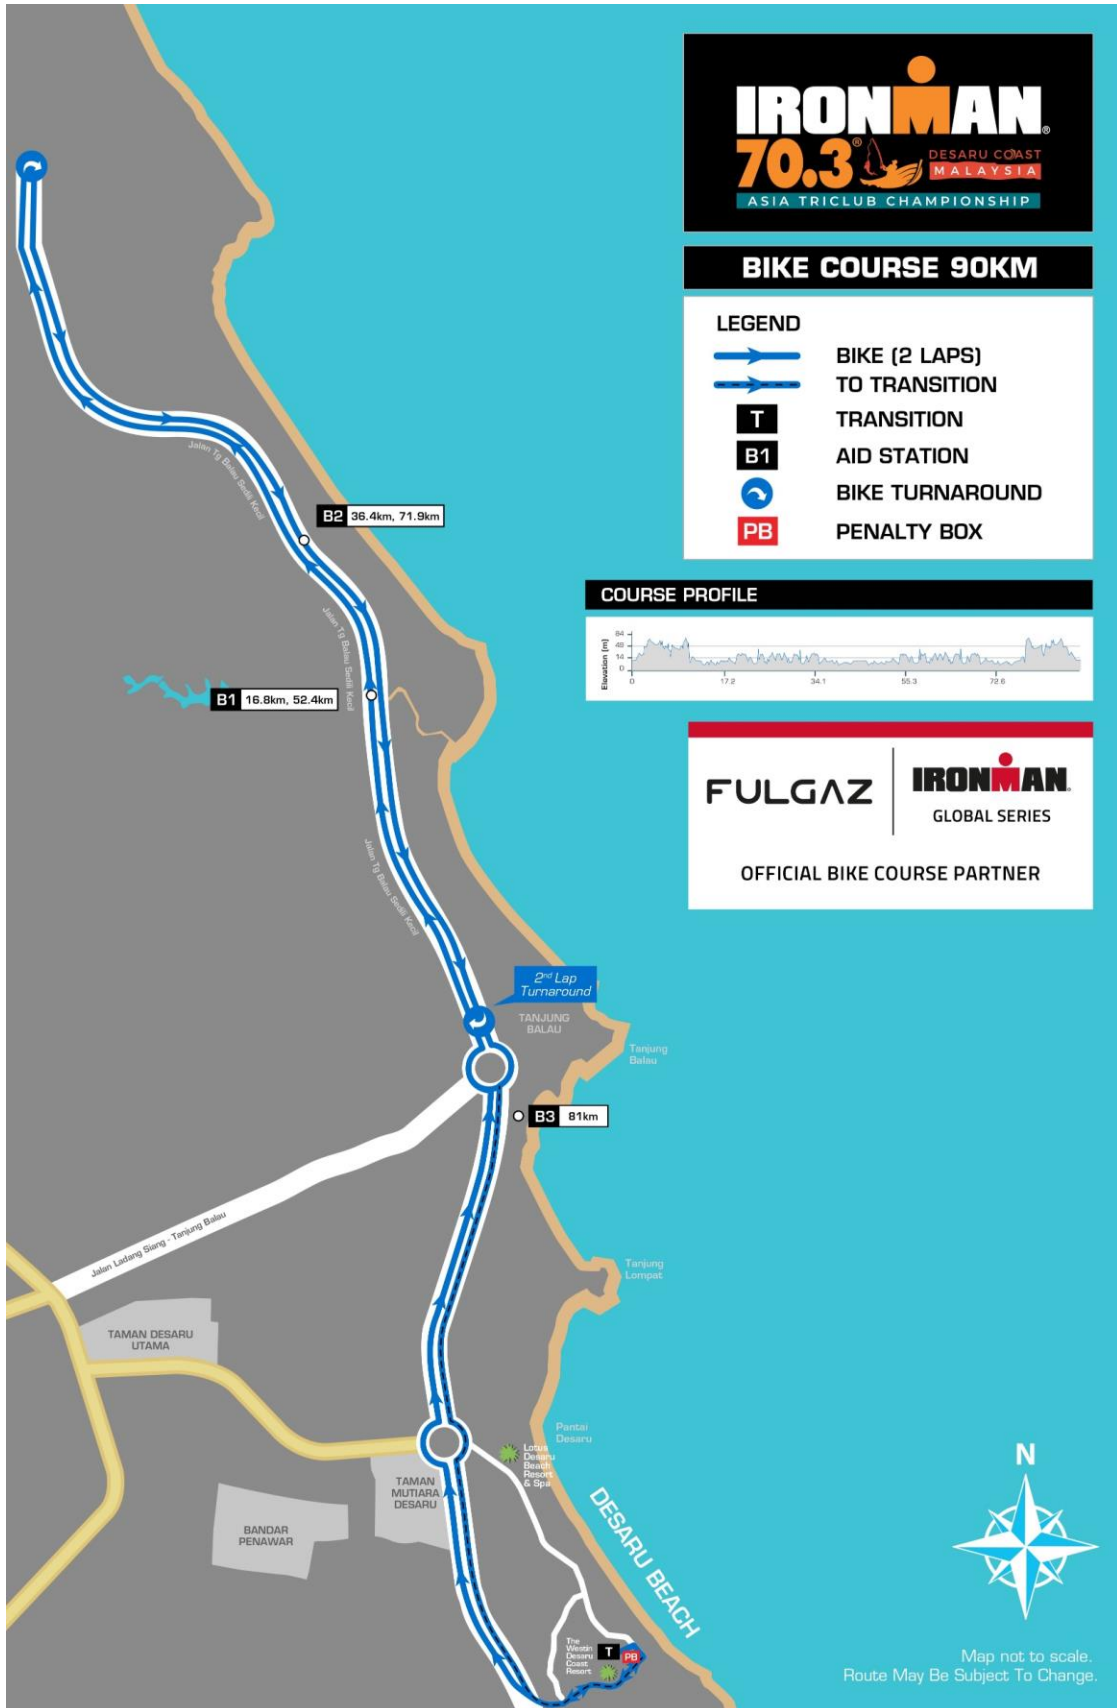 IRONMAN®
70.3®
DESARU COAST
MALAYSIA
ASIA TRICLUB CHAMPIONSHIP
BIKE COURSE 90KM
LEGEND
BIKE (2 LAPS)
TO TRANSITION
T
TRANSITION
B1
AID STATION
BIKE TURNAROUND
PB
PENALTY BOX
COURSE PROFILE
Elevation (m)
0
17.2
34.1
55.3
72.6
FULGAZ
IRONMAN
GLOBAL SERIES
OFFICIAL BIKE COURSE PARTNER
Jalan Tg Balau Sedili Kecil
B2 36.4km, 71.9km
Jalan Tg Balau Sedili Kecil
B1 16.8km, 52.4km
Jalan Tg Balau Sedili Kecil
2nd Lap
Turnaround
TANJUNG
BALAU
Tanjung
Balau
B3 81km
Jalan Ladang Siang - Tanjung Balau
Tanjung
Lompat
TAMAN DESARU
UTAMA
Pantai
Desaru
Lotus
Desaru
Beach
Resort
& Spa
TAMAN
MUTIARA
DESARU
BANDAR
PENAWAR
DESARU BEACH
The
Westin
Desaru
Coast
Resort
T
PB
N
Map not to scale.
Route May Be Subject To Change.